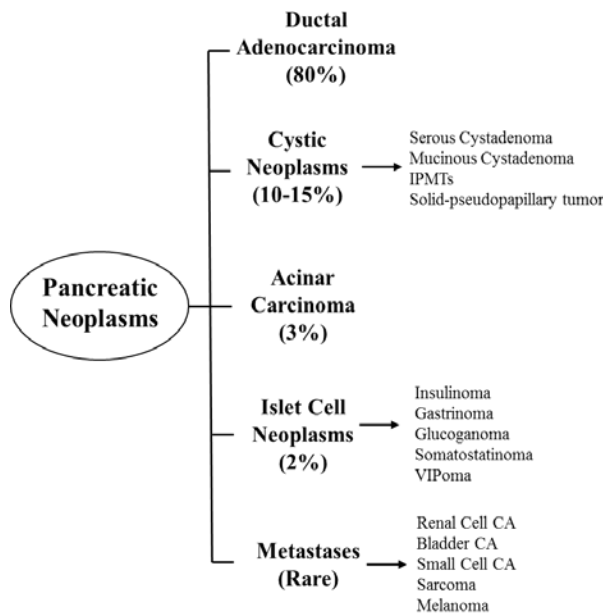 Ductal
Adenocarcinoma
(80%)
Cystic
Neoplasms
(10-15%)
Serous Cystadenoma
Mucinous Cystadenoma
IPMTs
Solid-pseudopapillary tumor
Pancreatic
Neoplasms
Acinar
Carcinoma
(3%)
Islet Cell
Neoplasms
(2%)
Insulinoma
Gastrinoma
Glucoganoma
Somatostatinoma
VIPoma
Metastases
(Rare)
Renal Cell CA
Bladder CA
Small Cell CA
Sarcoma
Melanoma